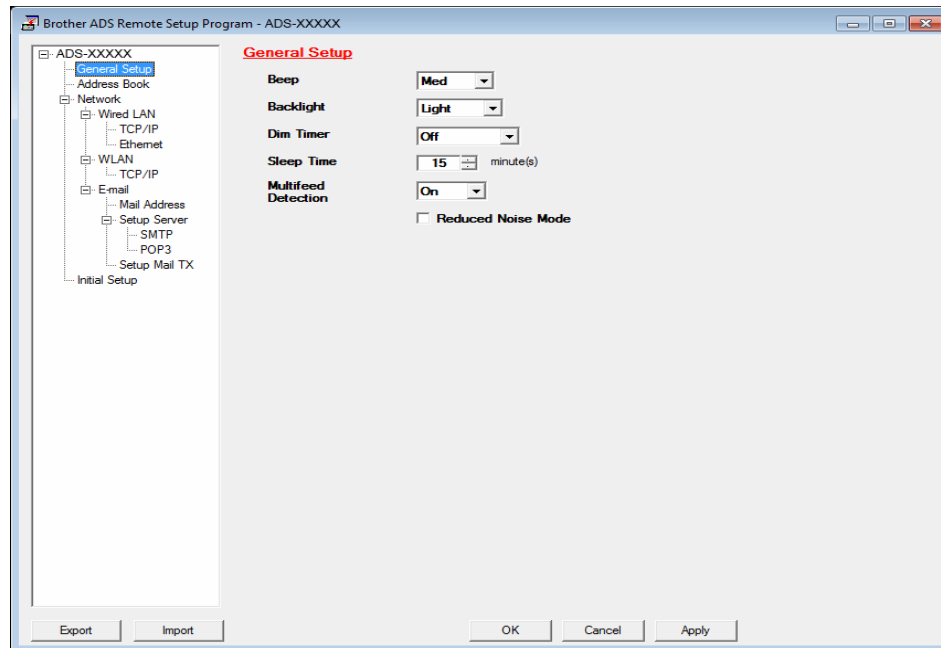 Brother ADS Remote Setup Program - ADS-XXXXX
ADS-XXXXX
General Setup
Address Book
Network
Wired LAN
TCP/IP
Ethernet
WLAN
TCP/IP
E-mail
Mail Address
Setup Server
SMTP
POP3
Setup Mail TX
Initial Setup
General Setup
Beep
Med
Backlight
Light
Dim Timer
Off
Sleep Time
15
minute(s)
Multifeed
Detection
On
Reduced Noise Mode
Export
Import
OK
Cancel
Apply